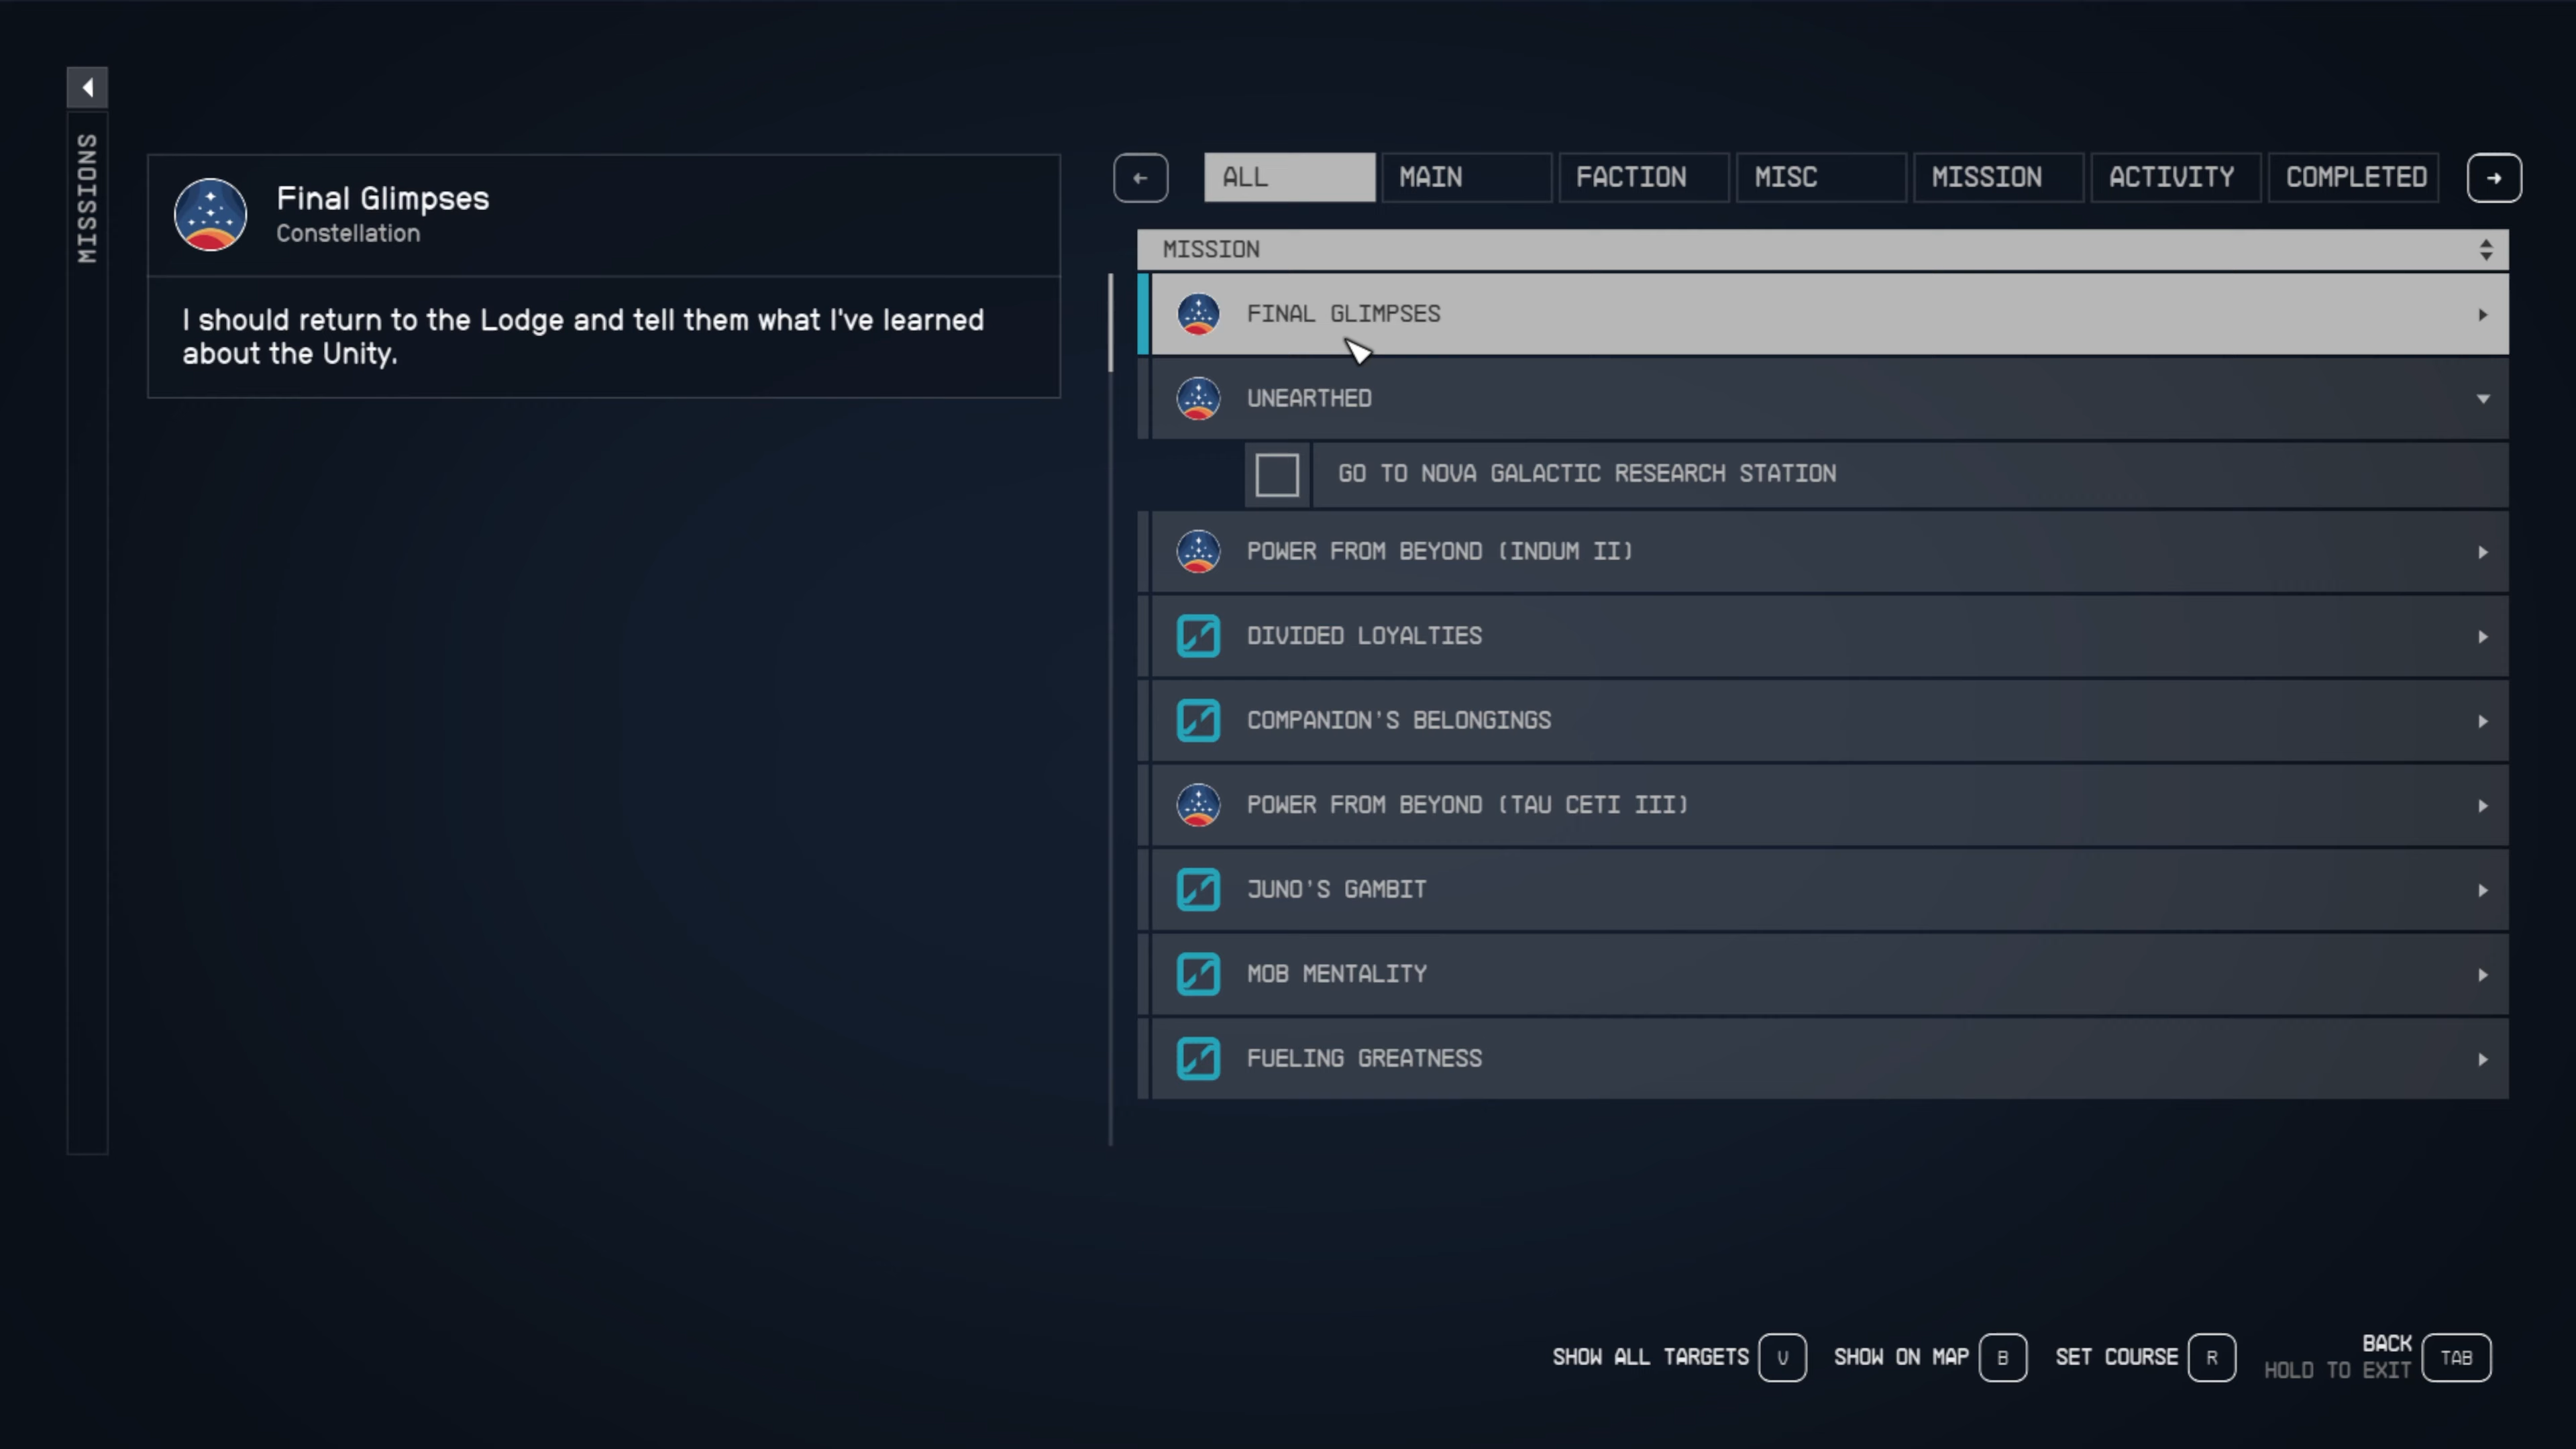 MISSIONS
Final Glimpses
Constellation
I should return to the Lodge and tell them what I've learned
about the Unity.
ALL MAIN FACTION MISC MISSION ACTIVITY COMPLETED
MISSION
FINAL GLIMPSES
UNEARTHED
GO TO NOVA GALACTIC RESEARCH STATION
POWER FROM BEYOND (INDUM II)
DIVIDED LOYALTIES
COMPANION'S BELONGINGS
POWER FROM BEYOND (TAU CETI III)
JUNO'S GAMBIT
MOB MENTALITY
FUELING GREATNESS
SHOW ALL TARGETS V SHOW ON MAP B SET COURSE R BACK TAB
HOLD TO EXIT